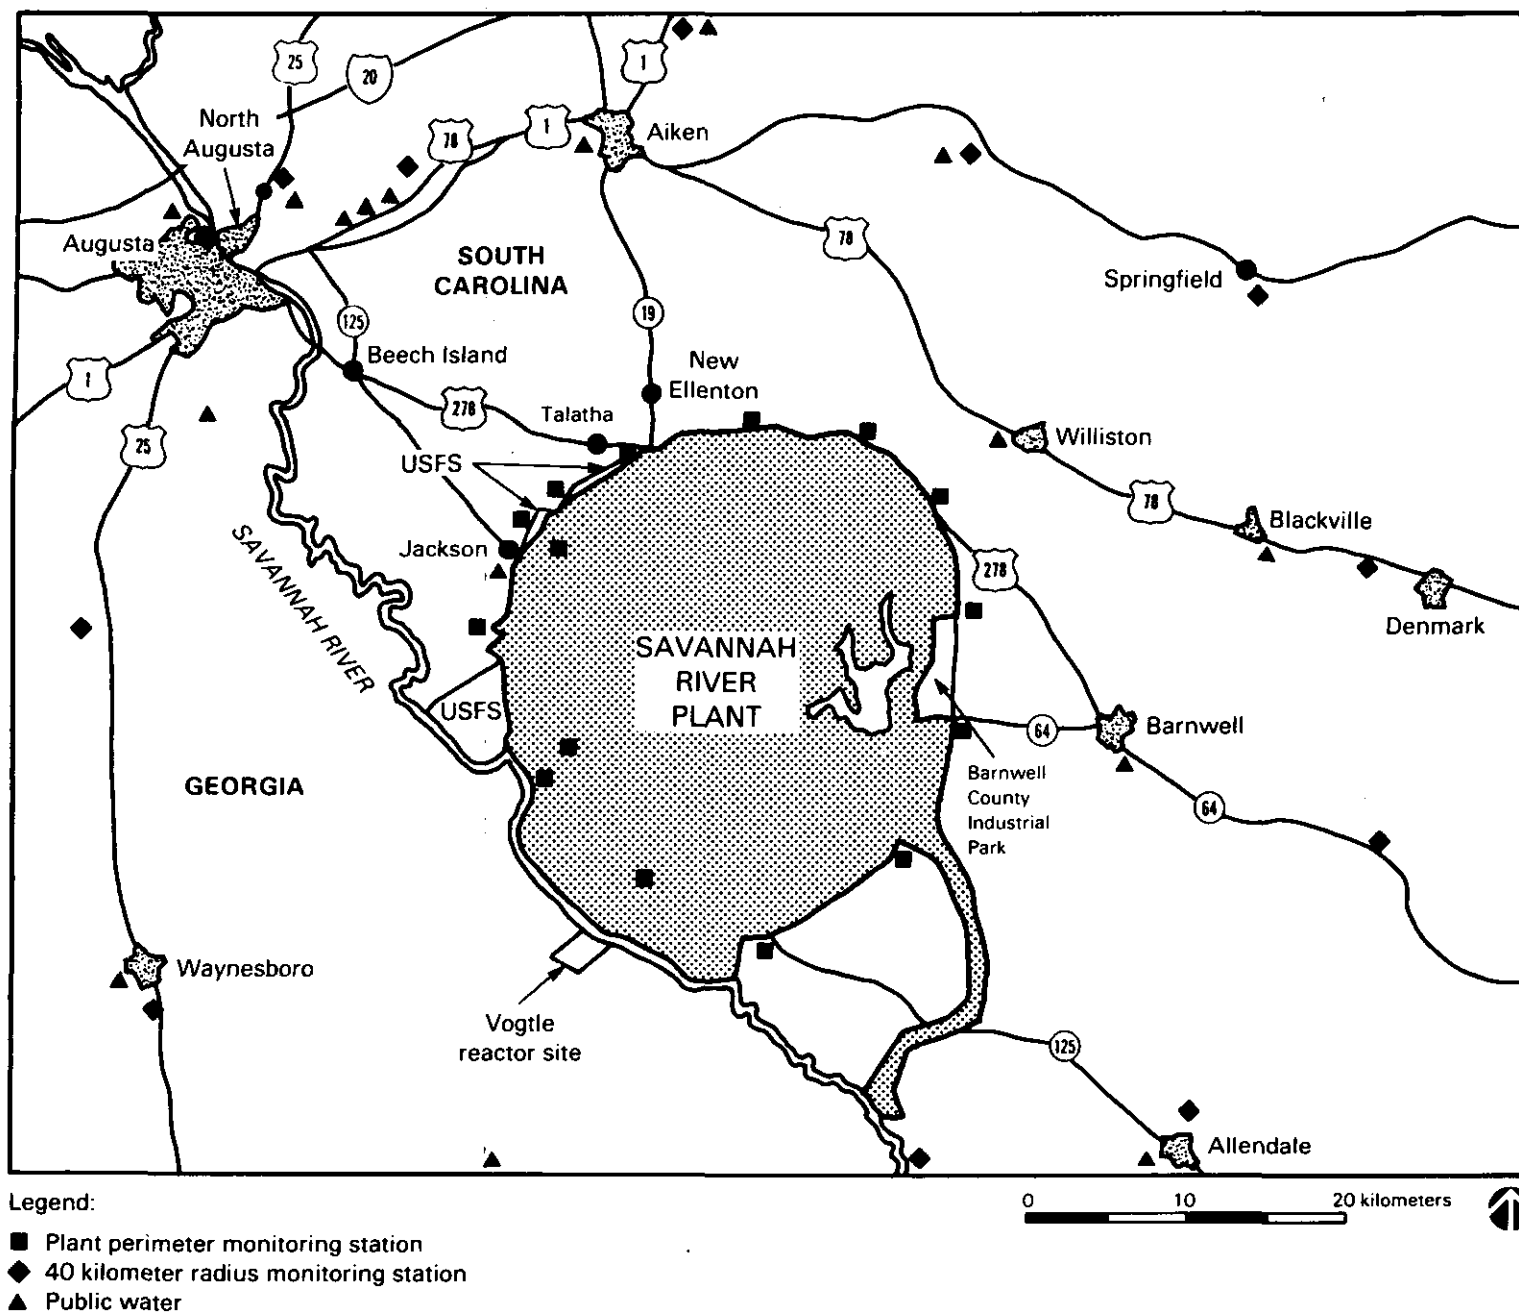 25
20
1
North
Augusta
78
1
Aiken
Augusta
SOUTH
CAROLINA
78
Springfield
125
19
Beech Island
New
Ellenton
1
278
Talatha
25
USFS
Williston
78
Blackville
SAVANNAH RIVER
Jackson
278
Denmark
SAVANNAH
RIVER
PLANT
USFS
64
Barnwell
GEORGIA
Barnwell
County
Industrial
Park
64
Waynesboro
Vogtle
reactor site
125
Allendale
Legend:
0 10 20 kilometers
Plant perimeter monitoring station
40 kilometer radius monitoring station
Public water